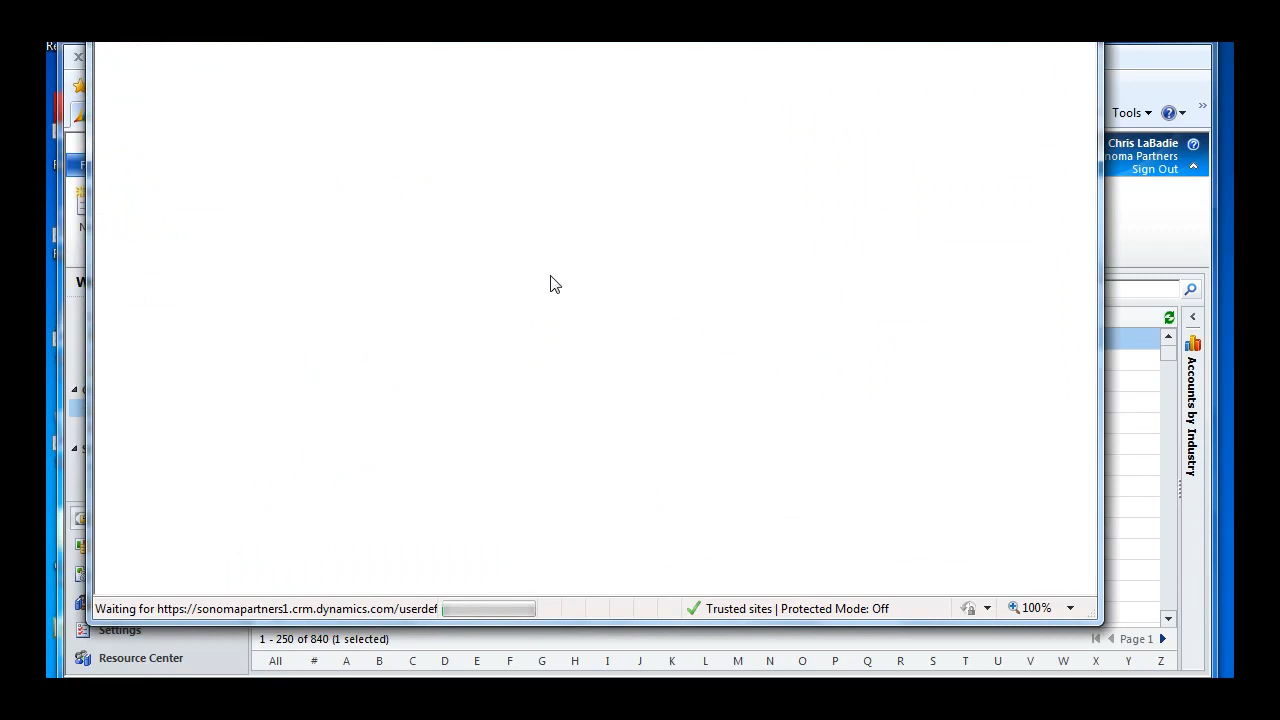 Re
Tools
Chris LaBadie
noma Partners
Sign Out
F
N
W
Accounts by Industry
Waiting for https://sonomapartners1.crm.dynamics.com/userdef
Trusted sites | Protected Mode: Off
100%
Settings
1 - 250 of 840 (1 selected)
Page 1
Resource Center
All # A B C D E F G H I J K L M N O P Q R S T U V W X Y Z